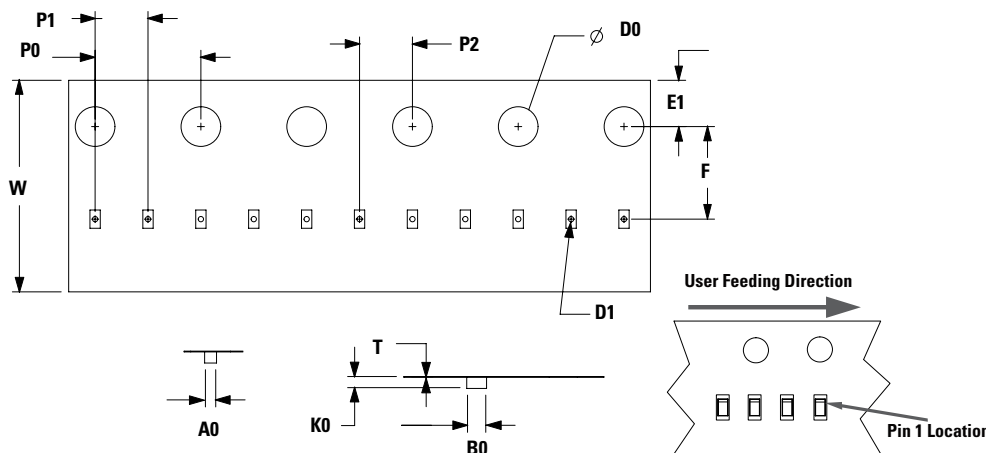 P1
P0
P2
Ø D0
E1
W
F
D1
User Feeding Direction
T
K0
A0
B0
Pin 1 Location